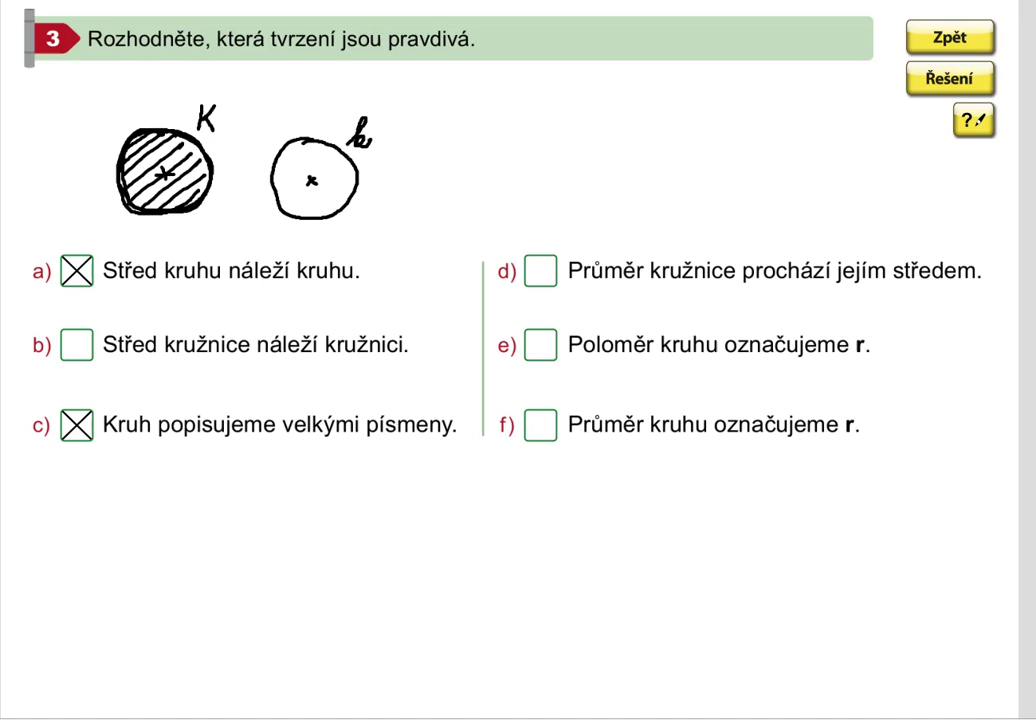 3 Rozhodněte, která tvrzení jsou pravdivá.
Zpět
Řešení
?
K
k
a) Střed kruhu náleží kruhu.
b) Střed kružnice náleží kružnici.
c) Kruh popisujeme velkými písmeny.
d) Průměr kružnice prochází jejím středem.
e) Poloměr kruhu označujeme r.
f) Průměr kruhu označujeme r.